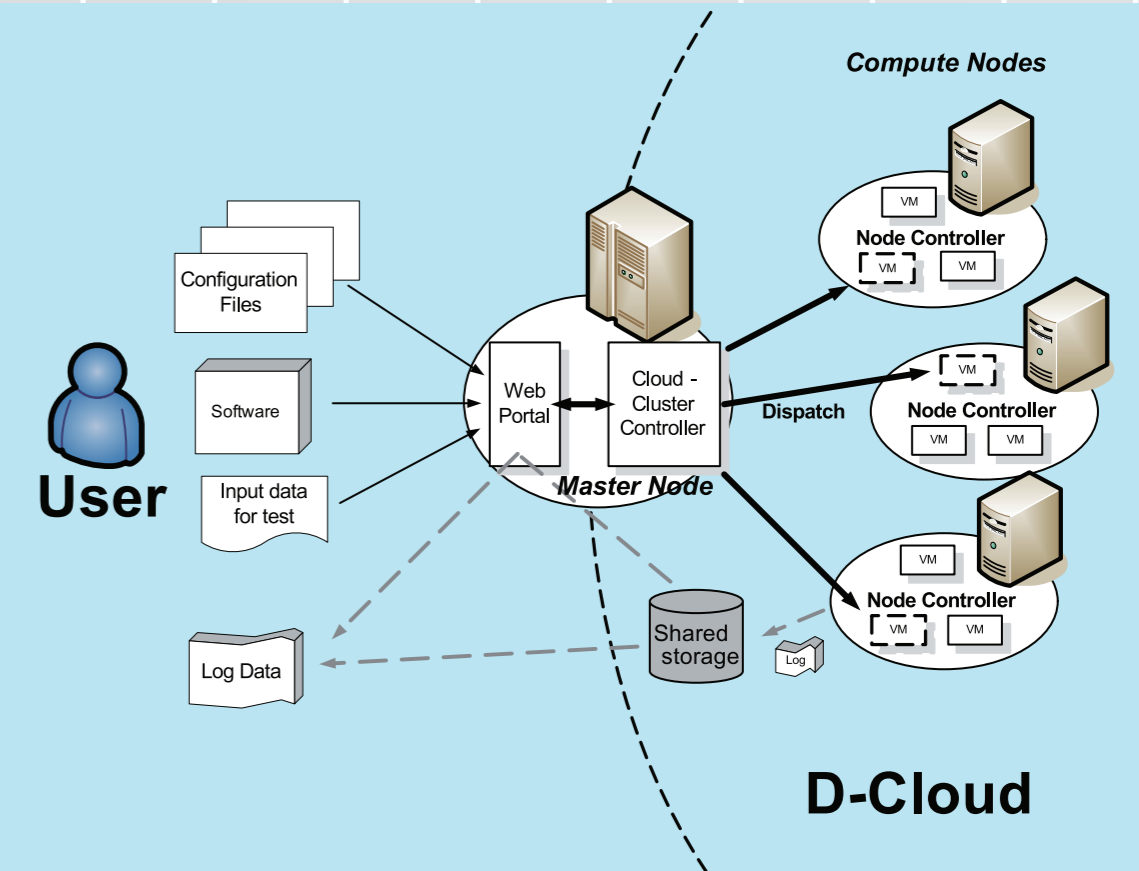 Compute Nodes
VM
Node Controller
VM
VM
Configuration
Files
VM
Node Controller
VM
VM
Software
Web
Portal
Cloud -
Cluster
Controller
Dispatch
User
Input data
for test
Master Node
VM
Node Controller
VM
VM
Shared
storage
Log
Log Data
D-Cloud